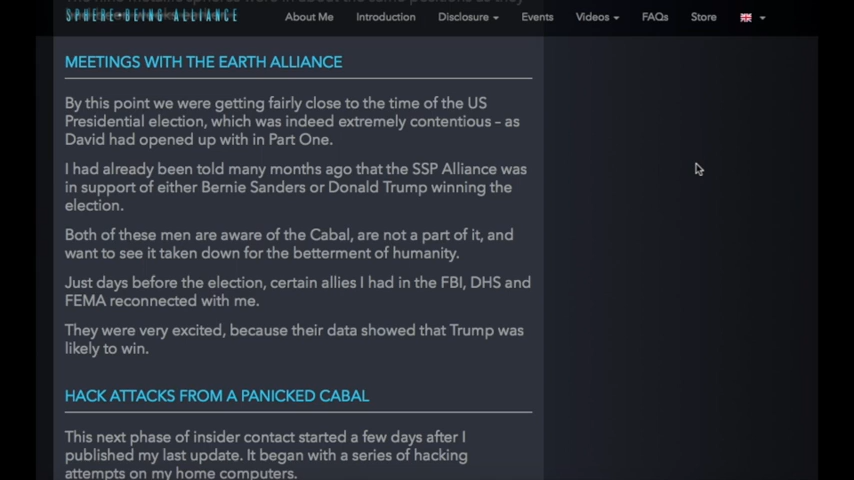 SPHERE BEING ALLIANCE
About Me Introduction Disclosure Events Videos FAQs Store
MEETINGS WITH THE EARTH ALLIANCE
By this point we were getting fairly close to the time of the US
Presidential election, which was indeed extremely contentious – as
David had opened up with in Part One.
I had already been told many months ago that the SSP Alliance was
in support of either Bernie Sanders or Donald Trump winning the
election.
Both of these men are aware of the Cabal, are not a part of it, and
want to see it taken down for the betterment of humanity.
Just days before the election, certain allies I had in the FBI, DHS and
FEMA reconnected with me.
They were very excited, because their data showed that Trump was
likely to win.
HACK ATTACKS FROM A PANICKED CABAL
This next phase of insider contact started a few days after I
published my last update. It began with a series of hacking
attempts on my home computers.